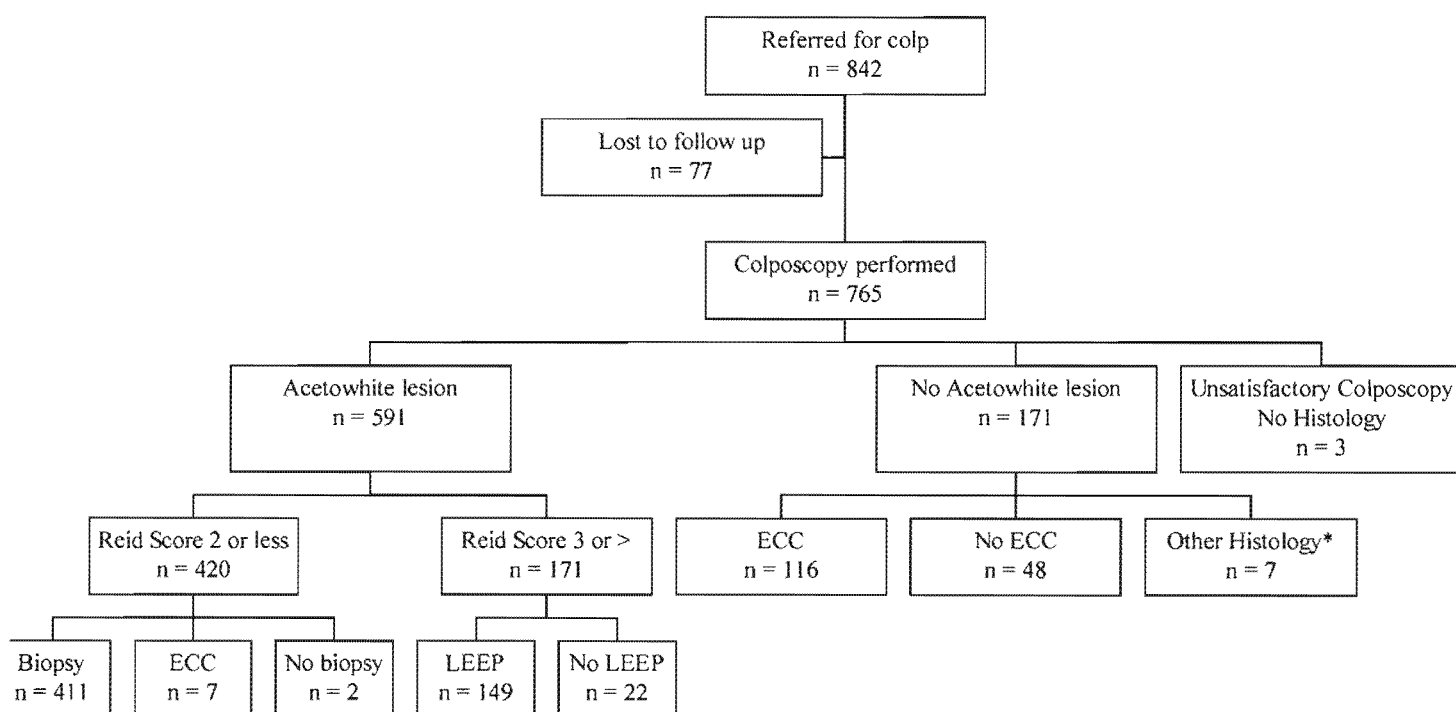 Referred for colp
n = 842
Lost to follow up
n = 77
Colposcopy performed
n = 765
Acetowhite lesion
n = 591
No Acetowhite lesion
n = 171
Unsatisfactory Colposcopy
No Histology
n = 3
Reid Score 2 or less
n = 420
Reid Score 3 or >
n = 171
ECC
n = 116
No ECC
n = 48
Other Histology*
n = 7
Biopsy
n = 411
ECC
n = 7
No biopsy
n = 2
LEEP
n = 149
No LEEP
n = 22